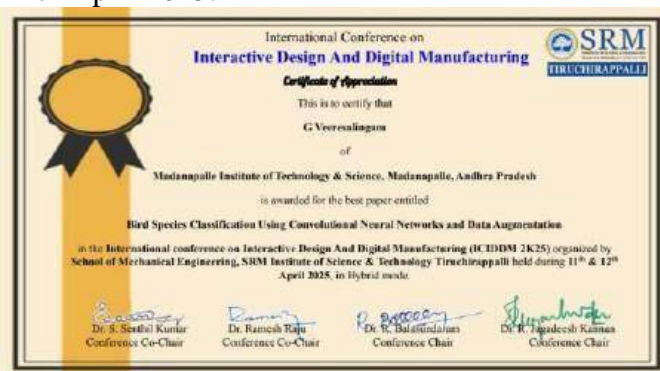 International Conference on
Interactive Design And Digital Manufacturing
SRM
TIRUCHIRAPPALLI
Certificate of Appreciation
This is to certify that
G Veeresalingam
of
Madanapalle Institute of Technology & Science, Madanapalle, Andhra Pradesh
is awarded for the best paper entitled
Bird Species Classification Using Convolutional Neural Networks and Data Augmentation
in the International conference on Interactive Design And Digital Manufacturing (ICIDDM 2K25) organized by
School of Mechanical Engineering, SRM Institute of Science & Technology Tiruchirappalli held during 11th & 12th
April 2025, in Hybrid mode.
Dr. S. Senthil Kumar
Dr. Ramesh Raju
Dr. R. Balasundaram
Dr. R. Jagadeesh Kannan
Conference Co-Chair
Conference Co-Chair
Conference Chair
Conference Chair